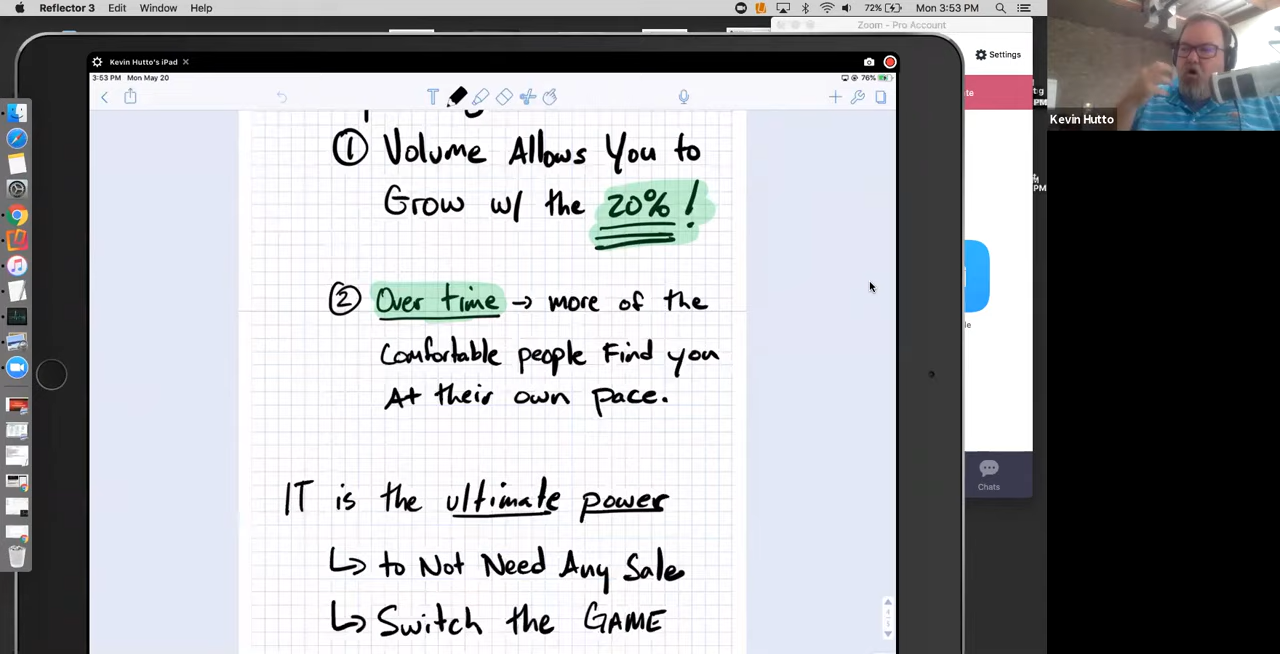 Reflector 3 Edit Window Help
72% Mon 3:53 PM
Zoom - Pro Account
Kevin Hutto's iPad
Settings
3:53 PM Mon May 20
76%
Kevin Hutto
① Volume Allows You to
Grow w/ the 20%!
② Over time → more of the
Comfortable people Find you
At their own pace.
IT is the ultimate power
↳ to Not Need Any Sale
↳ Switch the GAME
Chats